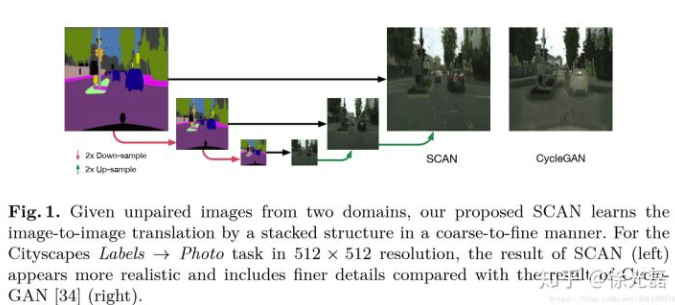 2x Down-sample
2x Up-sample
SCAN
CycleGAN
Fig. 1. Given unpaired images from two domains, our proposed SCAN learns the
image-to-image translation by a stacked structure in a coarse-to-fine manner. For the
Cityscapes Labels → Photo task in 512 × 512 resolution, the result of SCAN (left)
appears more realistic and includes finer details compared with the result of Cycle-
GAN [34] (right).
知乎 @徐光磊